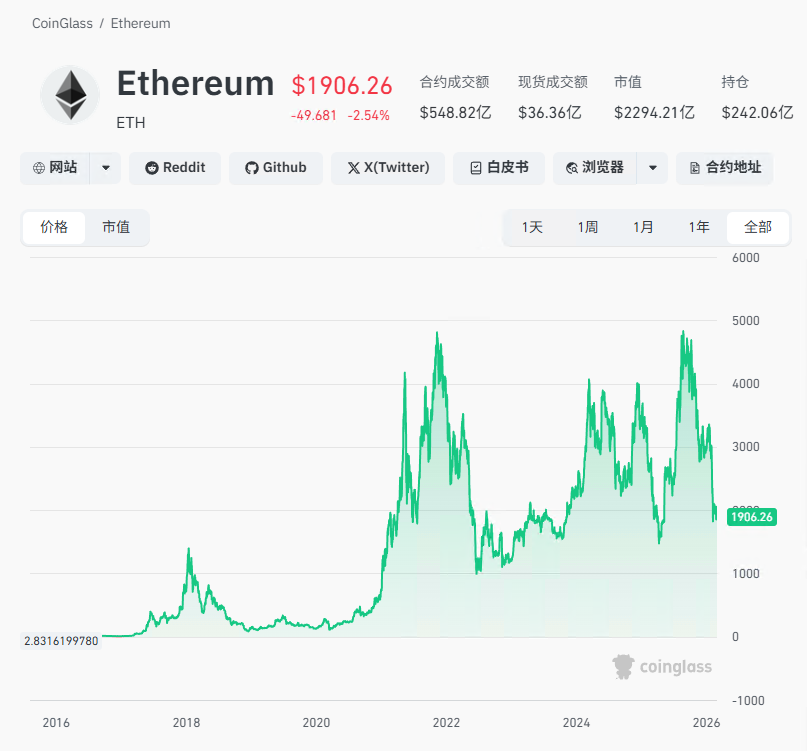 CoinGlass / Ethereum
Ethereum $1906.26 合约成交额 现货成交额 市值 持仓
ETH -49.681 -2.54% $548.82亿 $36.36亿 $2294.21亿 $242.06亿
网站 Reddit Github X(Twitter) 白皮书 浏览器 合约地址
价格 市值 1天 1周 1月 1年 全部
6000
5000
4000
3000
2000
1906.26
1000
0
2.8316199780
coinglass
-1000
2016 2018 2020 2022 2024 2026